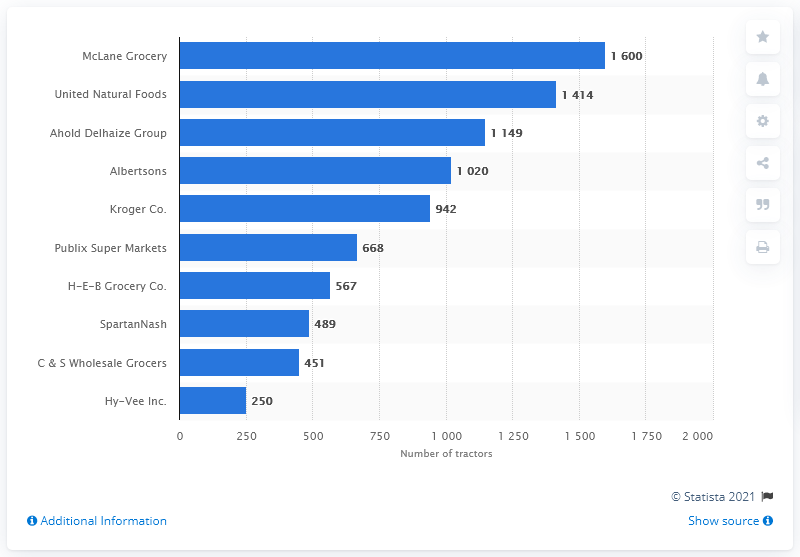 McLane Grocery 1 600
United Natural Foods 1 414
Ahold Delhaize Group 1 149
Albertsons 1 020
Kroger Co. 942
Publix Super Markets 668
H-E-B Grocery Co. 567
SpartanNash 489
C & S Wholesale Grocers 451
Hy-Vee Inc. 250
0 250 500 750 1 000 1 250 1 500 1 750 2 000
Number of tractors
© Statista 2021
Additional Information Show source